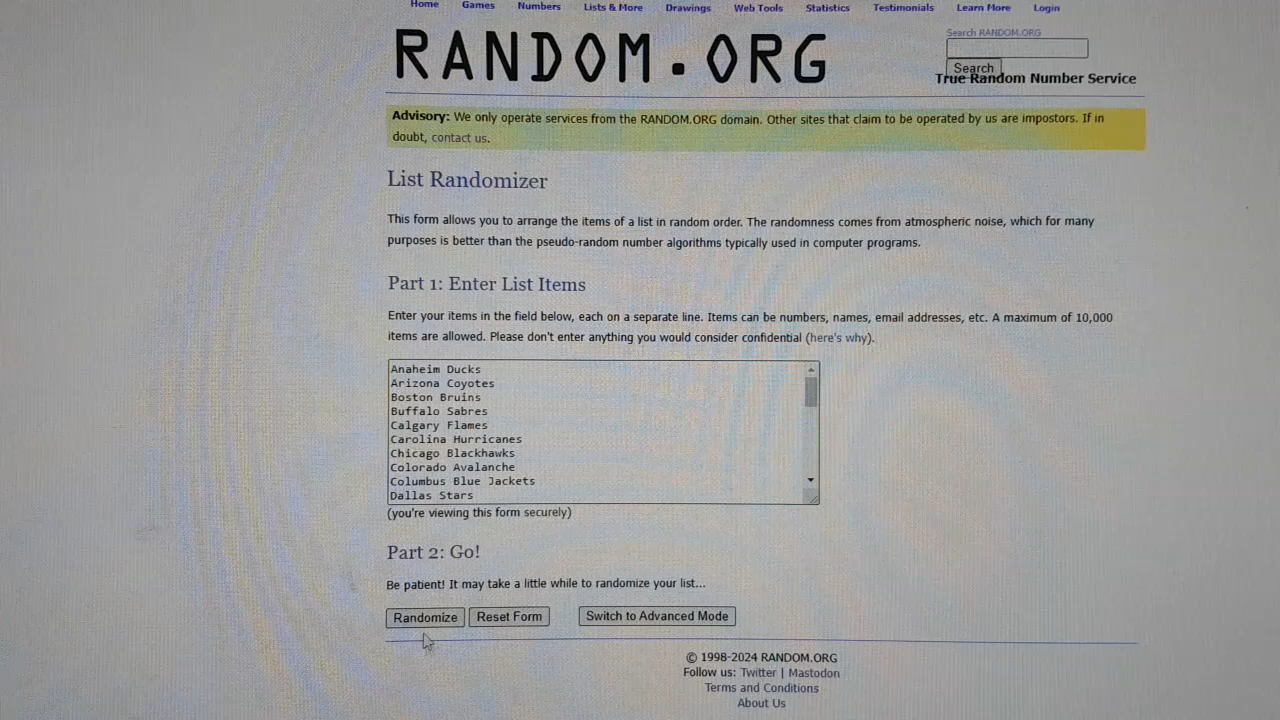 Home Games Numbers Lists & More Drawings Web Tools Statistics Testimonials Learn More Login
RANDOM.ORG
Search RANDOM.ORG
Search
True Random Number Service
Advisory: We only operate services from the RANDOM.ORG domain. Other sites that claim to be operated by us are impostors. If in
doubt, contact us.
List Randomizer
This form allows you to arrange the items of a list in random order. The randomness comes from atmospheric noise, which for many
purposes is better than the pseudo-random number algorithms typically used in computer programs.
Part 1: Enter List Items
Enter your items in the field below, each on a separate line. Items can be numbers, names, email addresses, etc. A maximum of 10,000
items are allowed. Please don't enter anything you would consider confidential (here's why).
Anaheim Ducks
Arizona Coyotes
Boston Bruins
Buffalo Sabres
Calgary Flames
Carolina Hurricanes
Chicago Blackhawks
Colorado Avalanche
Columbus Blue Jackets
Dallas Stars
(you're viewing this form securely)
Part 2: Go!
Be patient! It may take a little while to randomize your list...
Randomize Reset Form Switch to Advanced Mode
© 1998-2024 RANDOM.ORG
Follow us: Twitter | Mastodon
Terms and Conditions
About Us